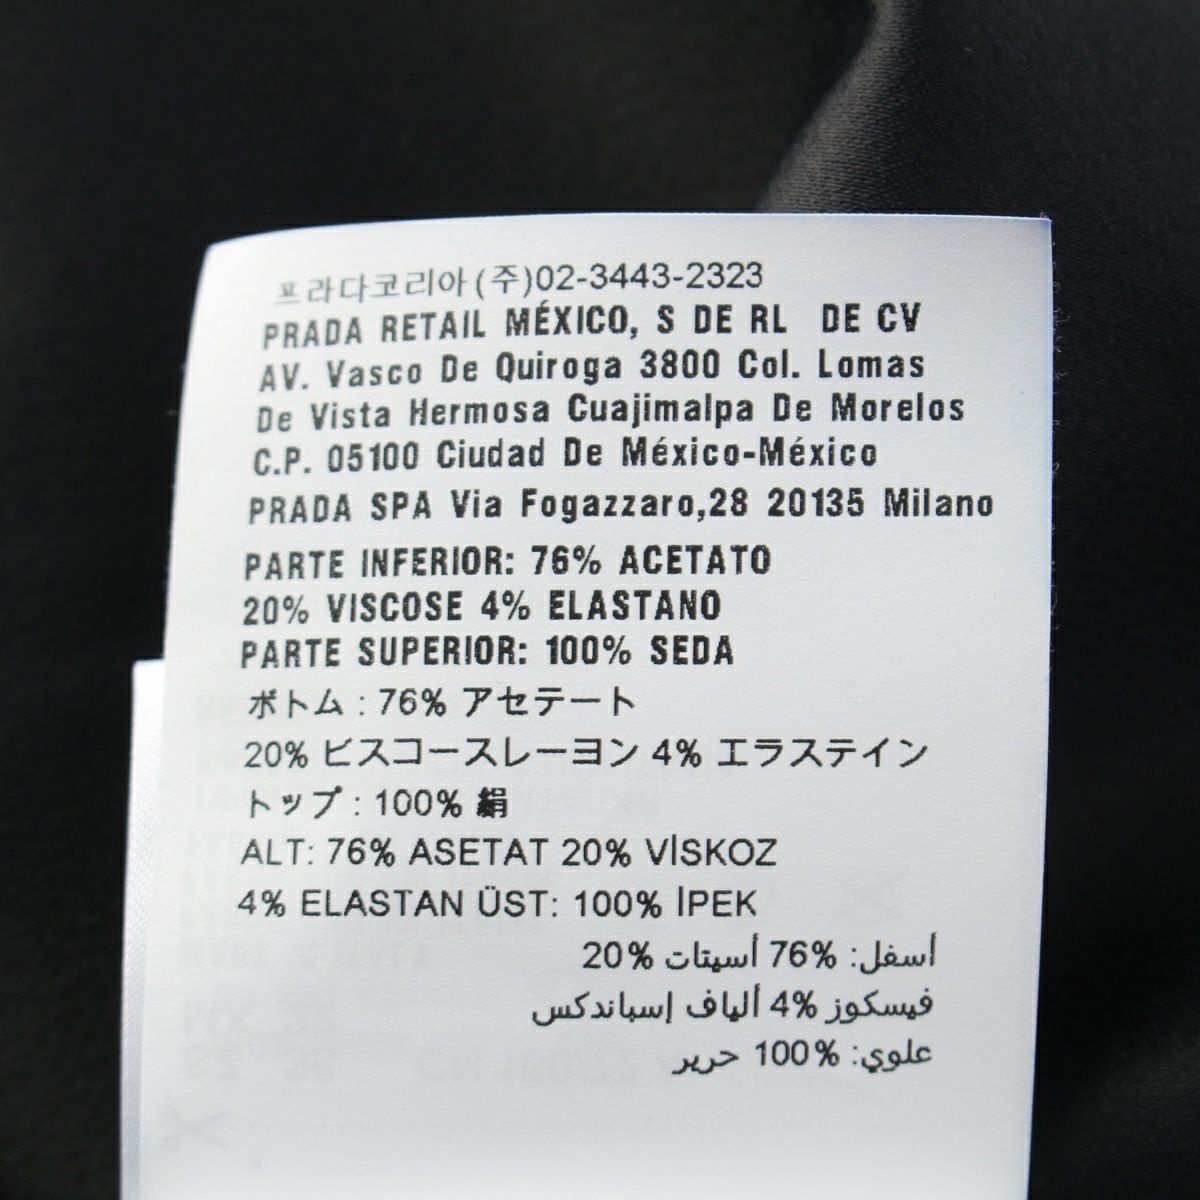 프라다코리아(주)02-3443-2323
PRADA RETAIL MÉXICO, S DE RL DE CV
AV. Vasco De Quiroga 3800 Col. Lomas
De Vista Hermosa Cuajimalpa De Morelos
C.P. 05100 Ciudad De México-México
PRADA SPA Via Fogazzaro,28 20135 Milano
PARTE INFERIOR: 76% ACETATO
20% VISCOSE 4% ELASTANO
PARTE SUPERIOR: 100% SEDA
ボトム : 76% アセテート
20% ビスコースレーヨン 4% エラステイン
トップ : 100% 絹
ALT: 76% ASETAT 20% VİSKOZ
4% ELASTAN ÜST: 100% İPEK
أسفل: %76 أسيتات %20
فيسكوز %4 ألياف إسباندكس
علوي: %100 حرير